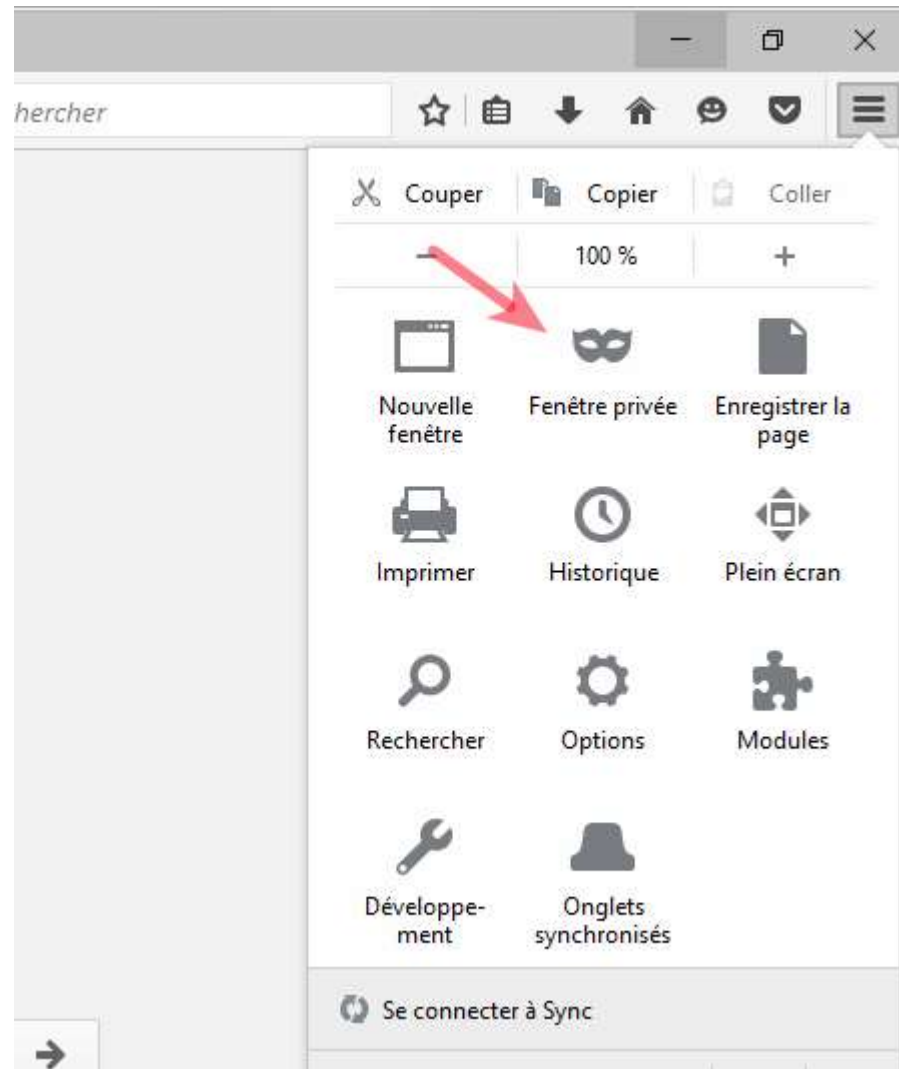 hercher
Couper Copier Coller
− 100 % +
Nouvelle fenêtre
Fenêtre privée
Enregistrer la page
Imprimer Historique Plein écran
Rechercher Options Modules
Développe-
ment
Onglets
synchronisés
Se connecter à Sync